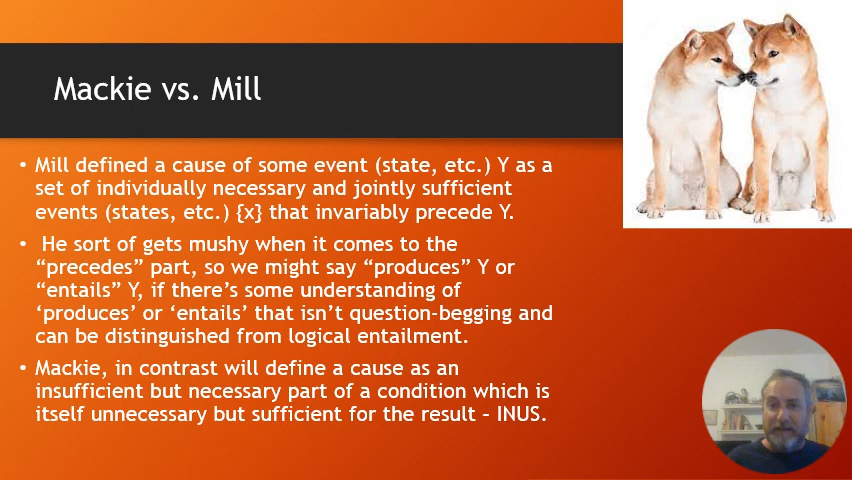 Mackie vs. Mill
• Mill defined a cause of some event (state, etc.) Y as a
set of individually necessary and jointly sufficient
events (states, etc.) {x} that invariably precede Y.
• He sort of gets mushy when it comes to the
“precedes” part, so we might say “produces” Y or
“entails” Y, if there’s some understanding of
‘produces’ or ‘entails’ that isn’t question-begging and
can be distinguished from logical entailment.
• Mackie, in contrast will define a cause as an
insufficient but necessary part of a condition which is
itself unnecessary but sufficient for the result – INUS.